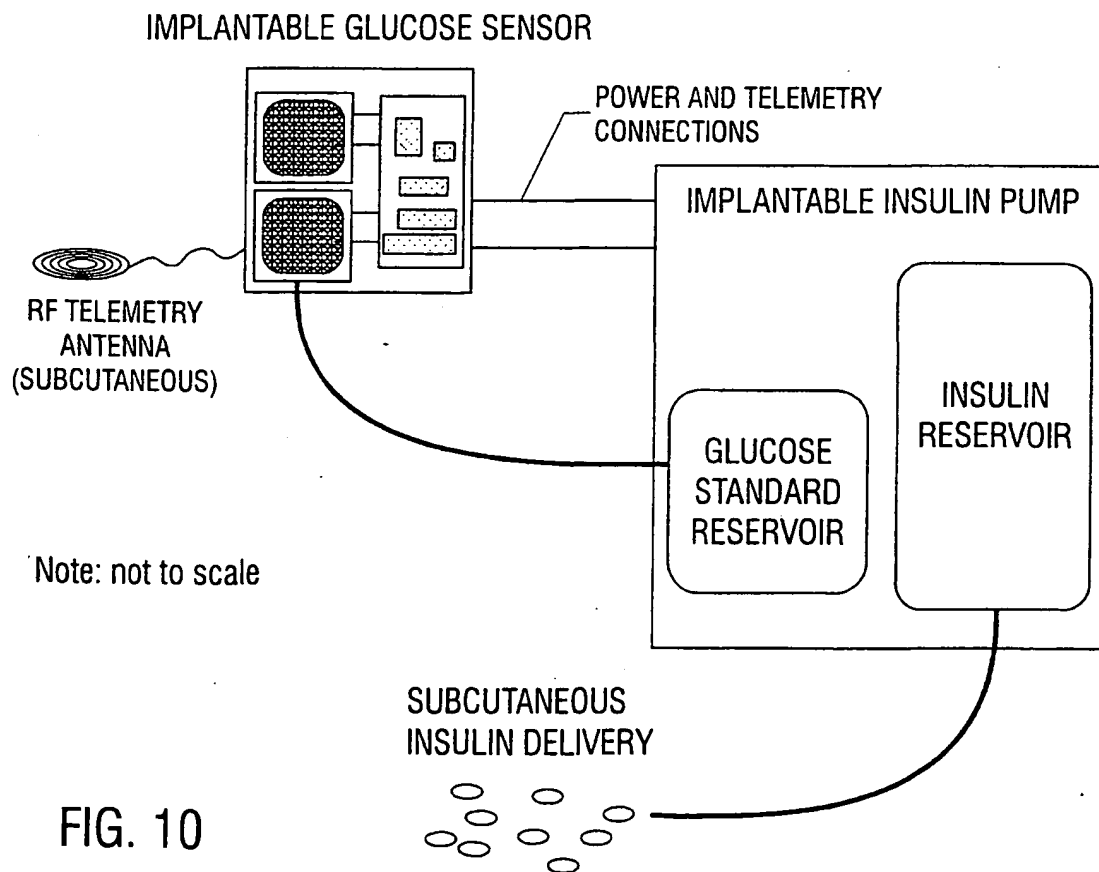 IMPLANTABLE GLUCOSE SENSOR
POWER AND TELEMETRY
CONNECTIONS
IMPLANTABLE INSULIN PUMP
RF TELEMETRY
ANTENNA
(SUBCUTANEOUS)
INSULIN
RESERVOIR
GLUCOSE
STANDARD
RESERVOIR
Note: not to scale
SUBCUTANEOUS
INSULIN DELIVERY
FIG. 10